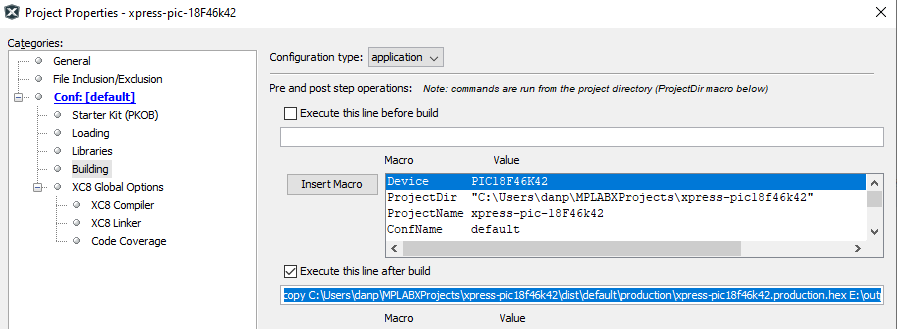 Project Properties - xpress-pic-18F46k42
Categories:
General
File Inclusion/Exclusion
Conf: [default]
Starter Kit (PKOB)
Loading
Libraries
Building
XC8 Global Options
XC8 Compiler
XC8 Linker
Code Coverage
Configuration type: application
Pre and post step operations: Note: commands are run from the project directory (ProjectDir macro below)
Execute this line before build
Macro Value
Insert Macro
Device PIC18F46K42
ProjectDir "C:\Users\danp\MPLABXProjects\xpress-pic18f46k42"
ProjectName xpress-pic-18F46k42
ConfName default
Execute this line after build
copy C:\Users\danp\MPLABXProjects\xpress-pic18f46k42\dist\default\production\xpress-pic18f46k42.production.hex E:\outp
Macro Value